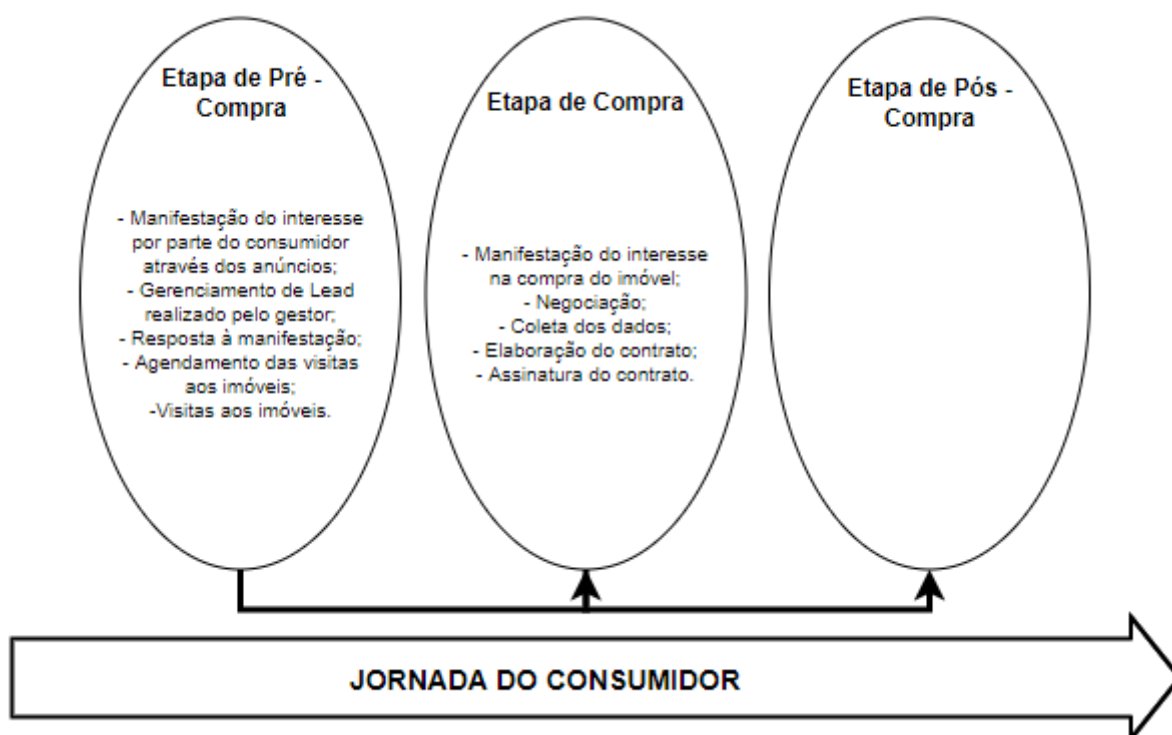 Etapa de Pré -
Compra
- Manifestação do interesse
por parte do consumidor
através dos anúncios;
- Gerenciamento de Lead
realizado pelo gestor;
- Resposta à manifestação;
- Agendamento das visitas
aos imóveis;
-Visitas aos imóveis.
Etapa de Compra
- Manifestação do interesse
na compra do imóvel;
- Negociação;
- Coleta dos dados;
- Elaboração do contrato;
- Assinatura do contrato.
Etapa de Pós -
Compra
JORNADA DO CONSUMIDOR